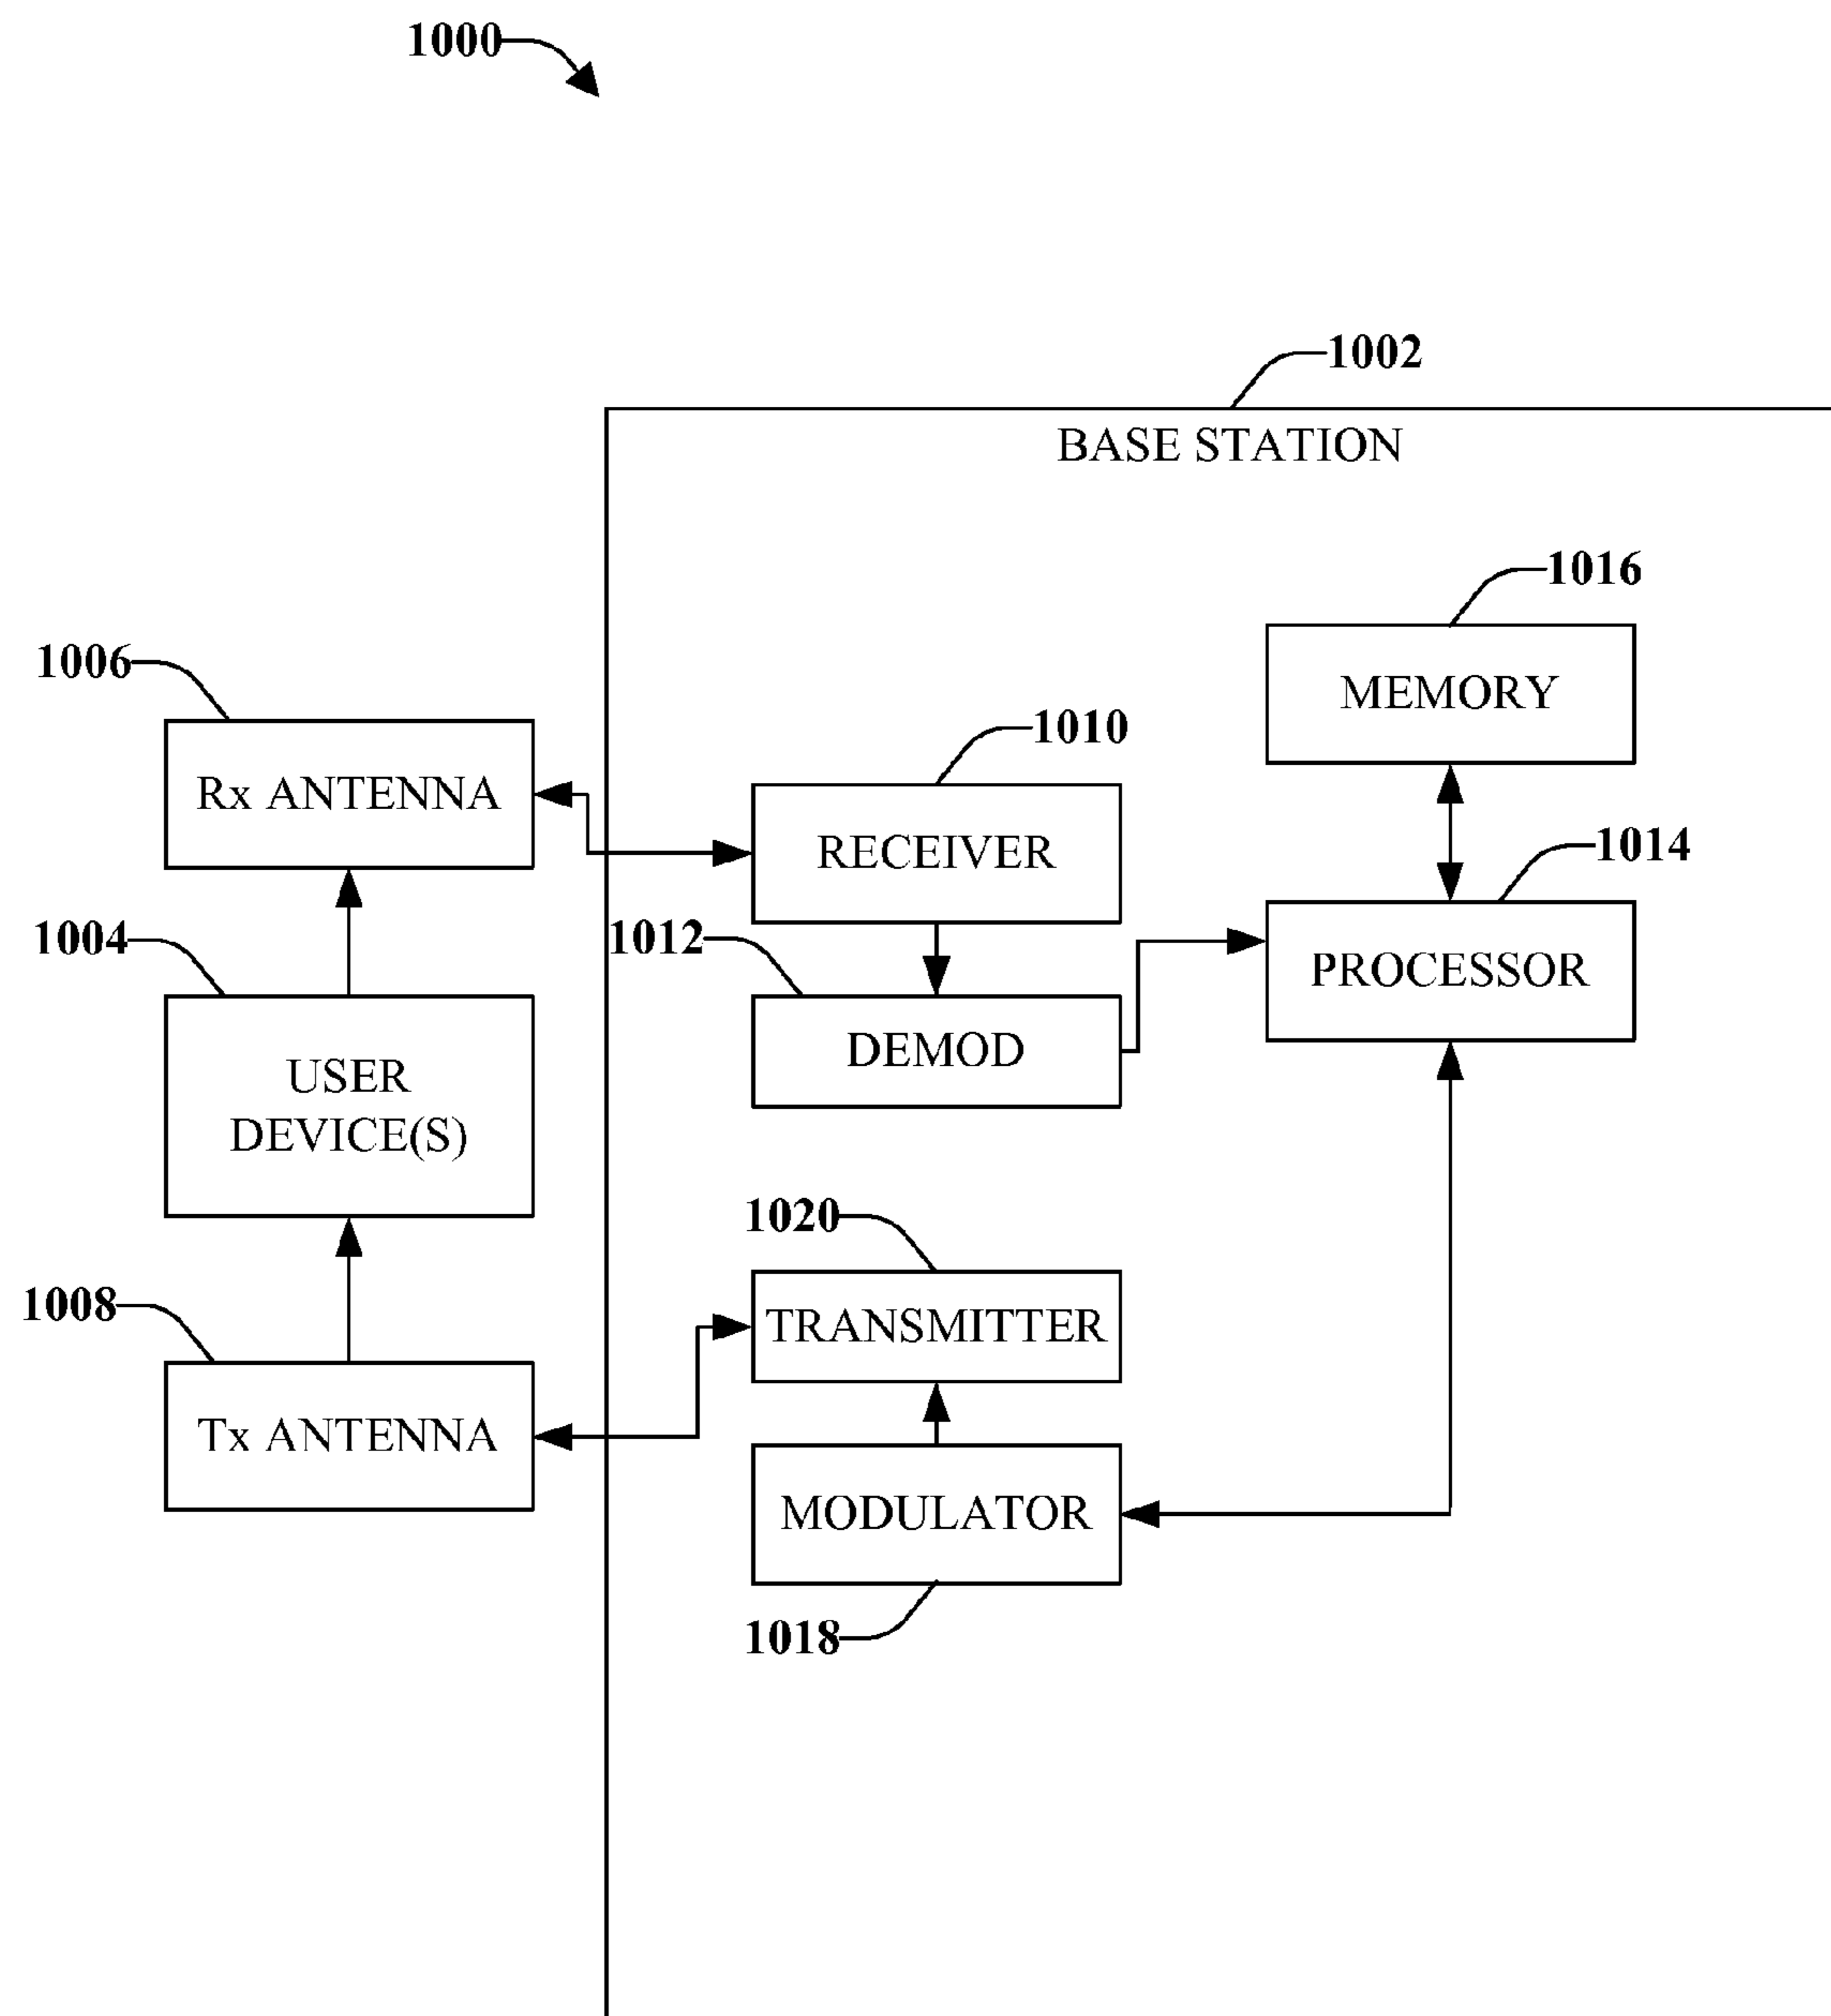 1000
1002
BASE STATION
1016
MEMORY
1006
Rx ANTENNA
1010
RECEIVER
1014
PROCESSOR
1004
USER
DEVICE(S)
1012
DEMOD
1020
TRANSMITTER
1008
Tx ANTENNA
MODULATOR
1018